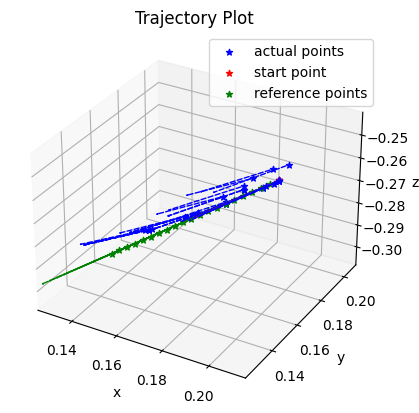 Trajectory Plot
actual points
start point
reference points
-0.25
-0.26
-0.27
z
-0.28
-0.29
-0.30
0.20
0.18
y
0.16
0.14
0.14
0.16
x
0.18
0.20